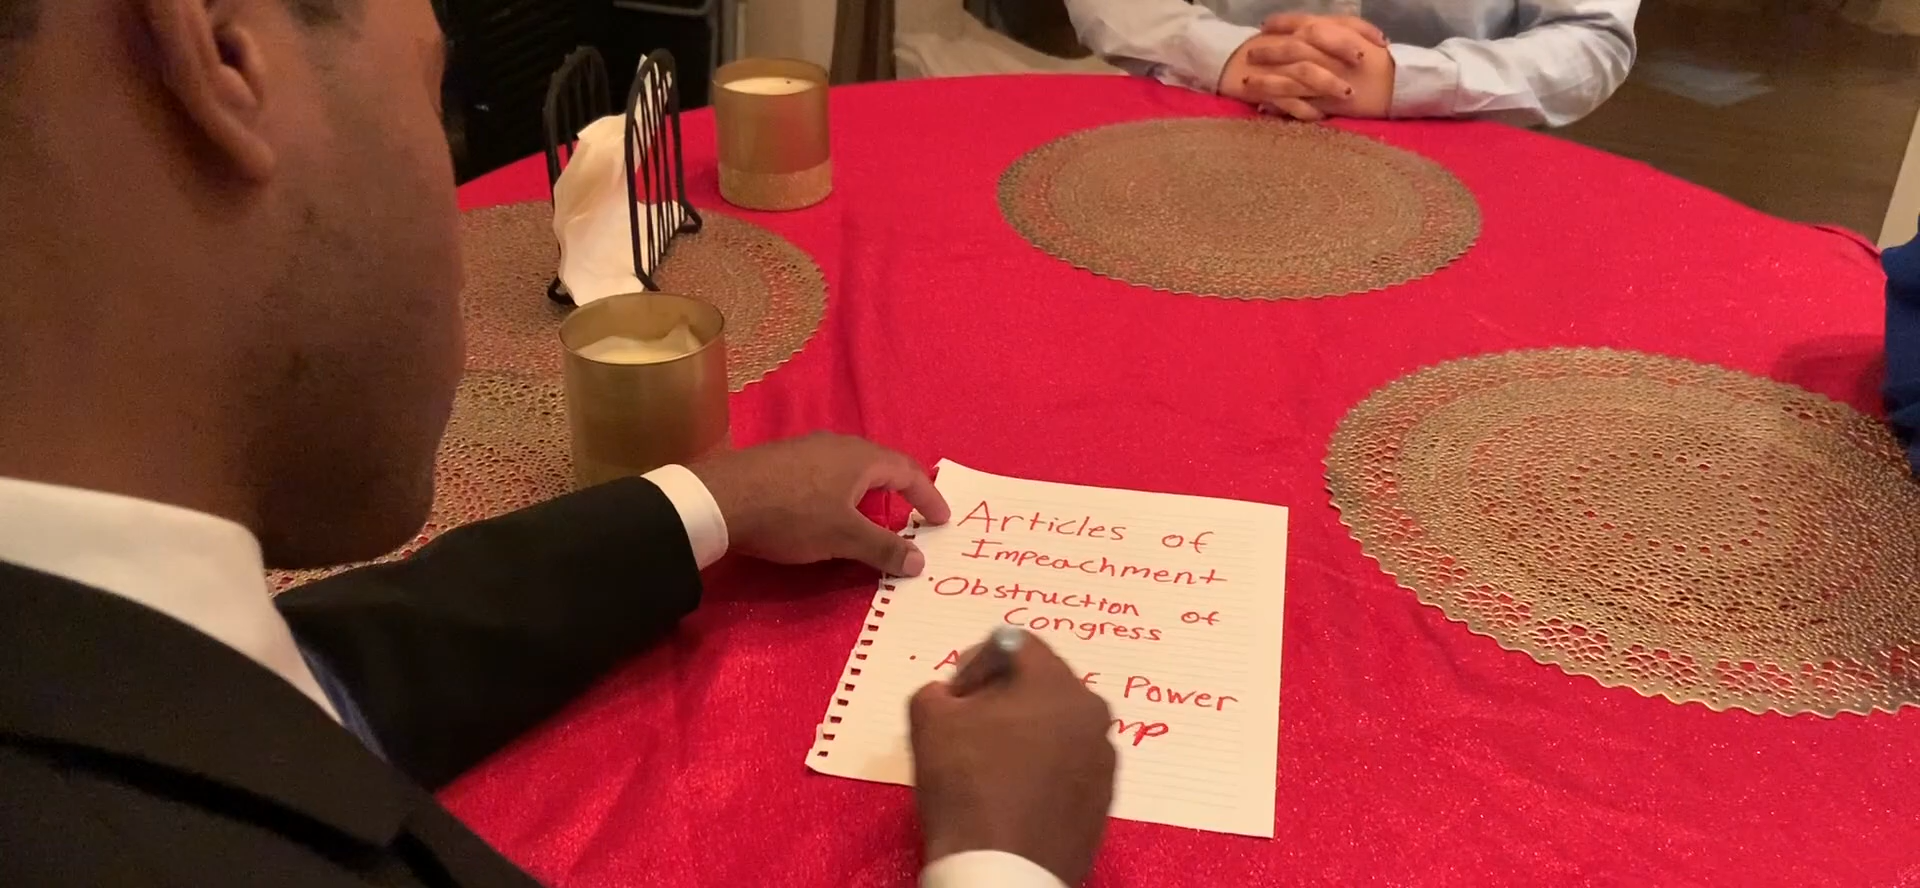 Articles of
Impeachment
• Obstruction of
Congress
• Power